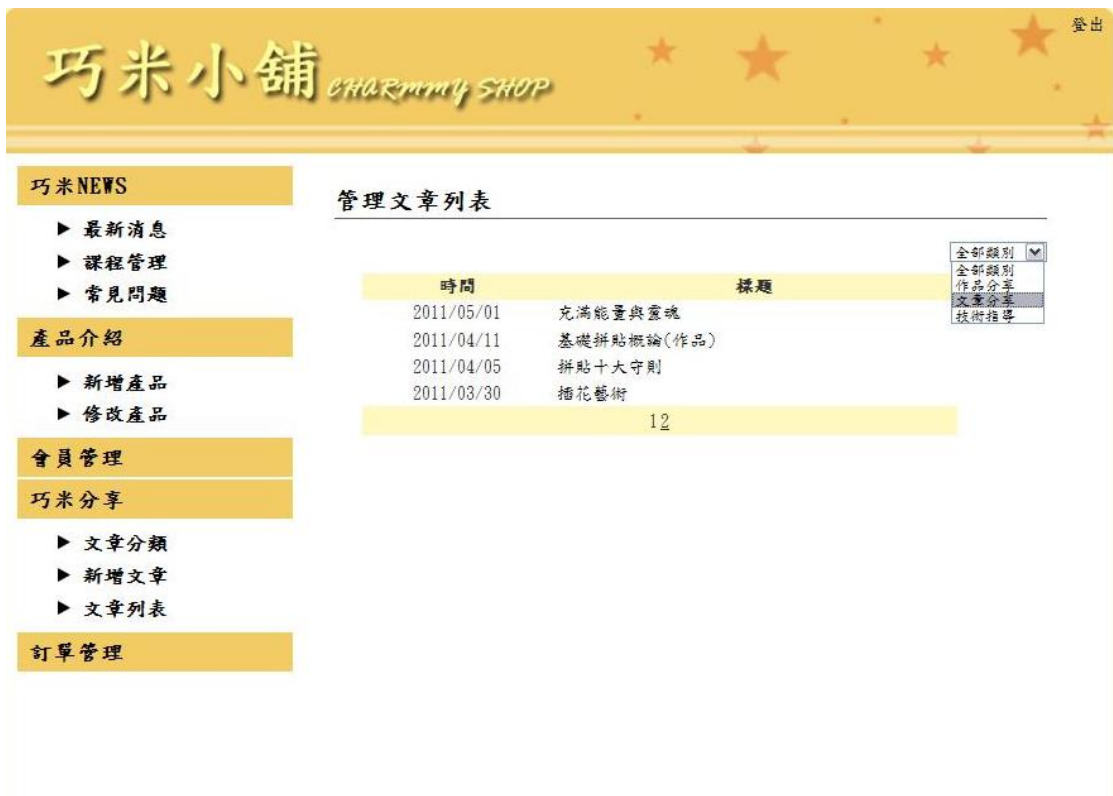 登出
巧米小舖 CHARmmy SHOP
巧米NEWS
▶ 最新消息
▶ 課程管理
▶ 常見問題
產品介紹
▶ 新增產品
▶ 修改產品
會員管理
巧米分享
▶ 文章分類
▶ 新增文章
▶ 文章列表
訂單管理
管理文章列表
全部類別
全部類別
作品分享
文章分享
技術指導
時間 標題
2011/05/01 充滿能量與靈魂
2011/04/11 基礎拼貼概論(作品)
2011/04/05 拼貼十大守則
2011/03/30 插花藝術
12